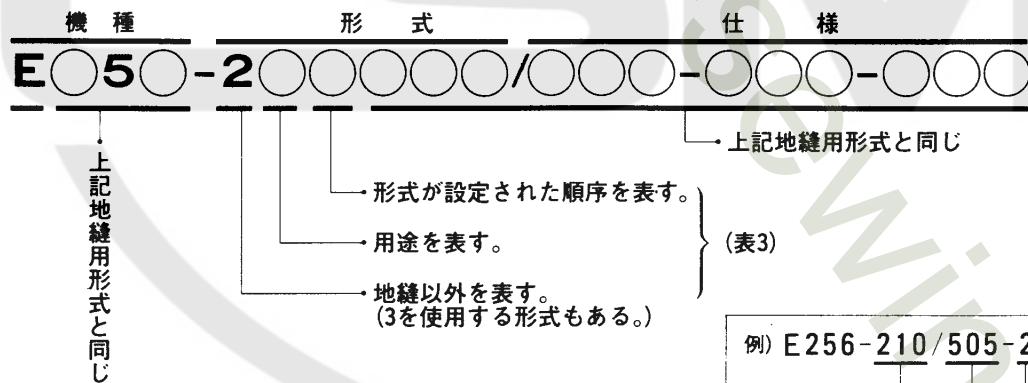 機種 形式 仕様
E○5○-2○○○○○/○○○-○○○-○○○
上記地縫用形式と同じ
上記地縫用形式と同じ
形式が設定された順序を表す。
用途を表す。
(表3)
地縫以外を表す。
(3を使用する形式もある。)
例) E256-210/505-2
sewin